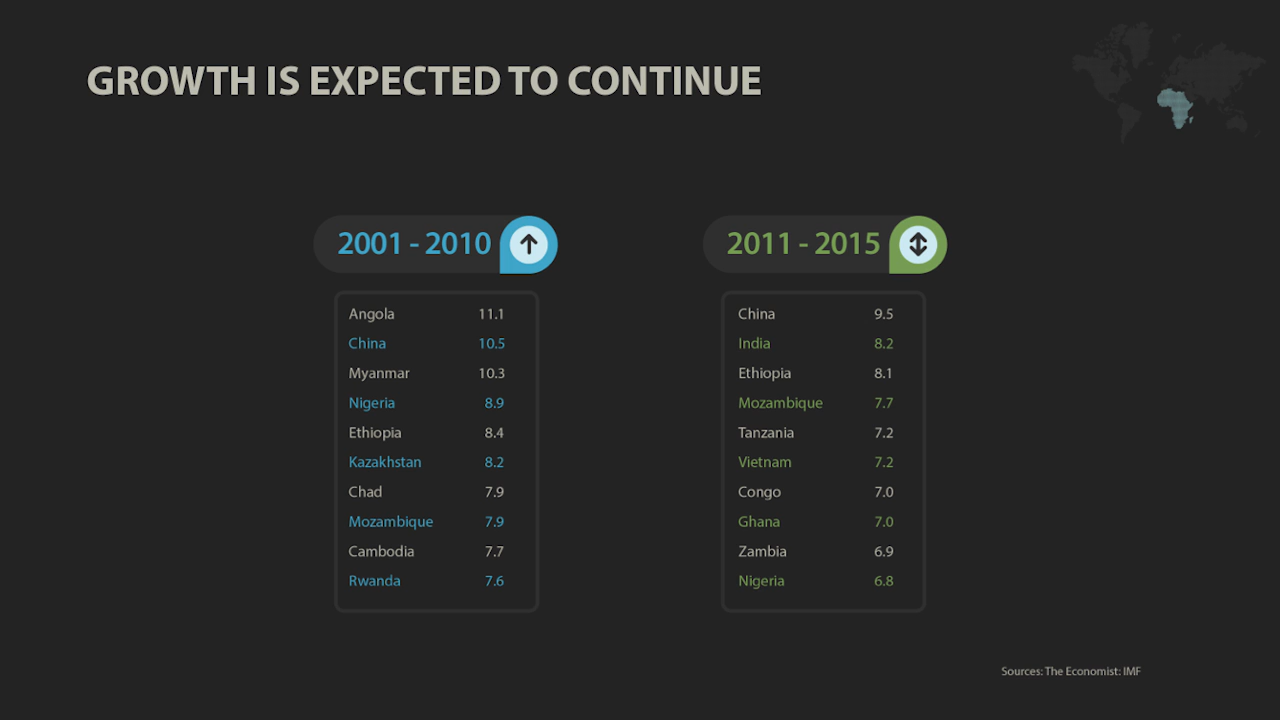 GROWTH IS EXPECTED TO CONTINUE
2001 - 2010
Angola 11.1
China 10.5
Myanmar 10.3
Nigeria 8.9
Ethiopia 8.4
Kazakhstan 8.2
Chad 7.9
Mozambique 7.9
Cambodia 7.7
Rwanda 7.6
2011 - 2015
China 9.5
India 8.2
Ethiopia 8.1
Mozambique 7.7
Tanzania 7.2
Vietnam 7.2
Congo 7.0
Ghana 7.0
Zambia 6.9
Nigeria 6.8
Sources: The Economist: IMF